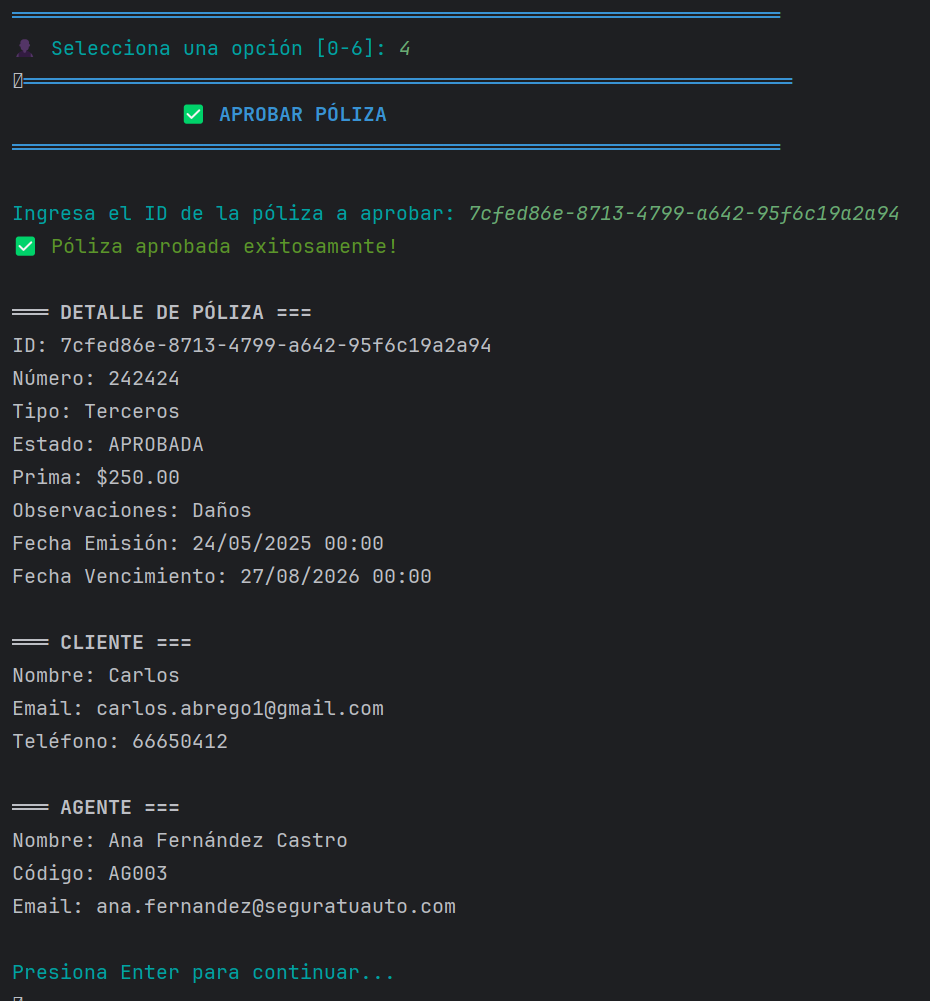 ════════════════════════════════════════════════════════════════
👤 Selecciona una opción [0-6]: 4
════════════════════════════════════════════════════════════════
✅ APROBAR PÓLIZA
════════════════════════════════════════════════════════════════
Ingresa el ID de la póliza a aprobar: 7cfed86e-8713-4799-a642-95f6c19a2a94
✅ Póliza aprobada exitosamente!
═══ DETALLE DE PÓLIZA ===
ID: 7cfed86e-8713-4799-a642-95f6c19a2a94
Número: 242424
Tipo: Terceros
Estado: APROBADA
Prima: $250.00
Observaciones: Daños
Fecha Emisión: 24/05/2025 00:00
Fecha Vencimiento: 27/08/2026 00:00
═══ CLIENTE ===
Nombre: Carlos
Email: carlos.abrego1@gmail.com
Teléfono: 66650412
═══ AGENTE ===
Nombre: Ana Fernández Castro
Código: AG003
Email: ana.fernandez@seguratuauto.com
Presiona Enter para continuar...